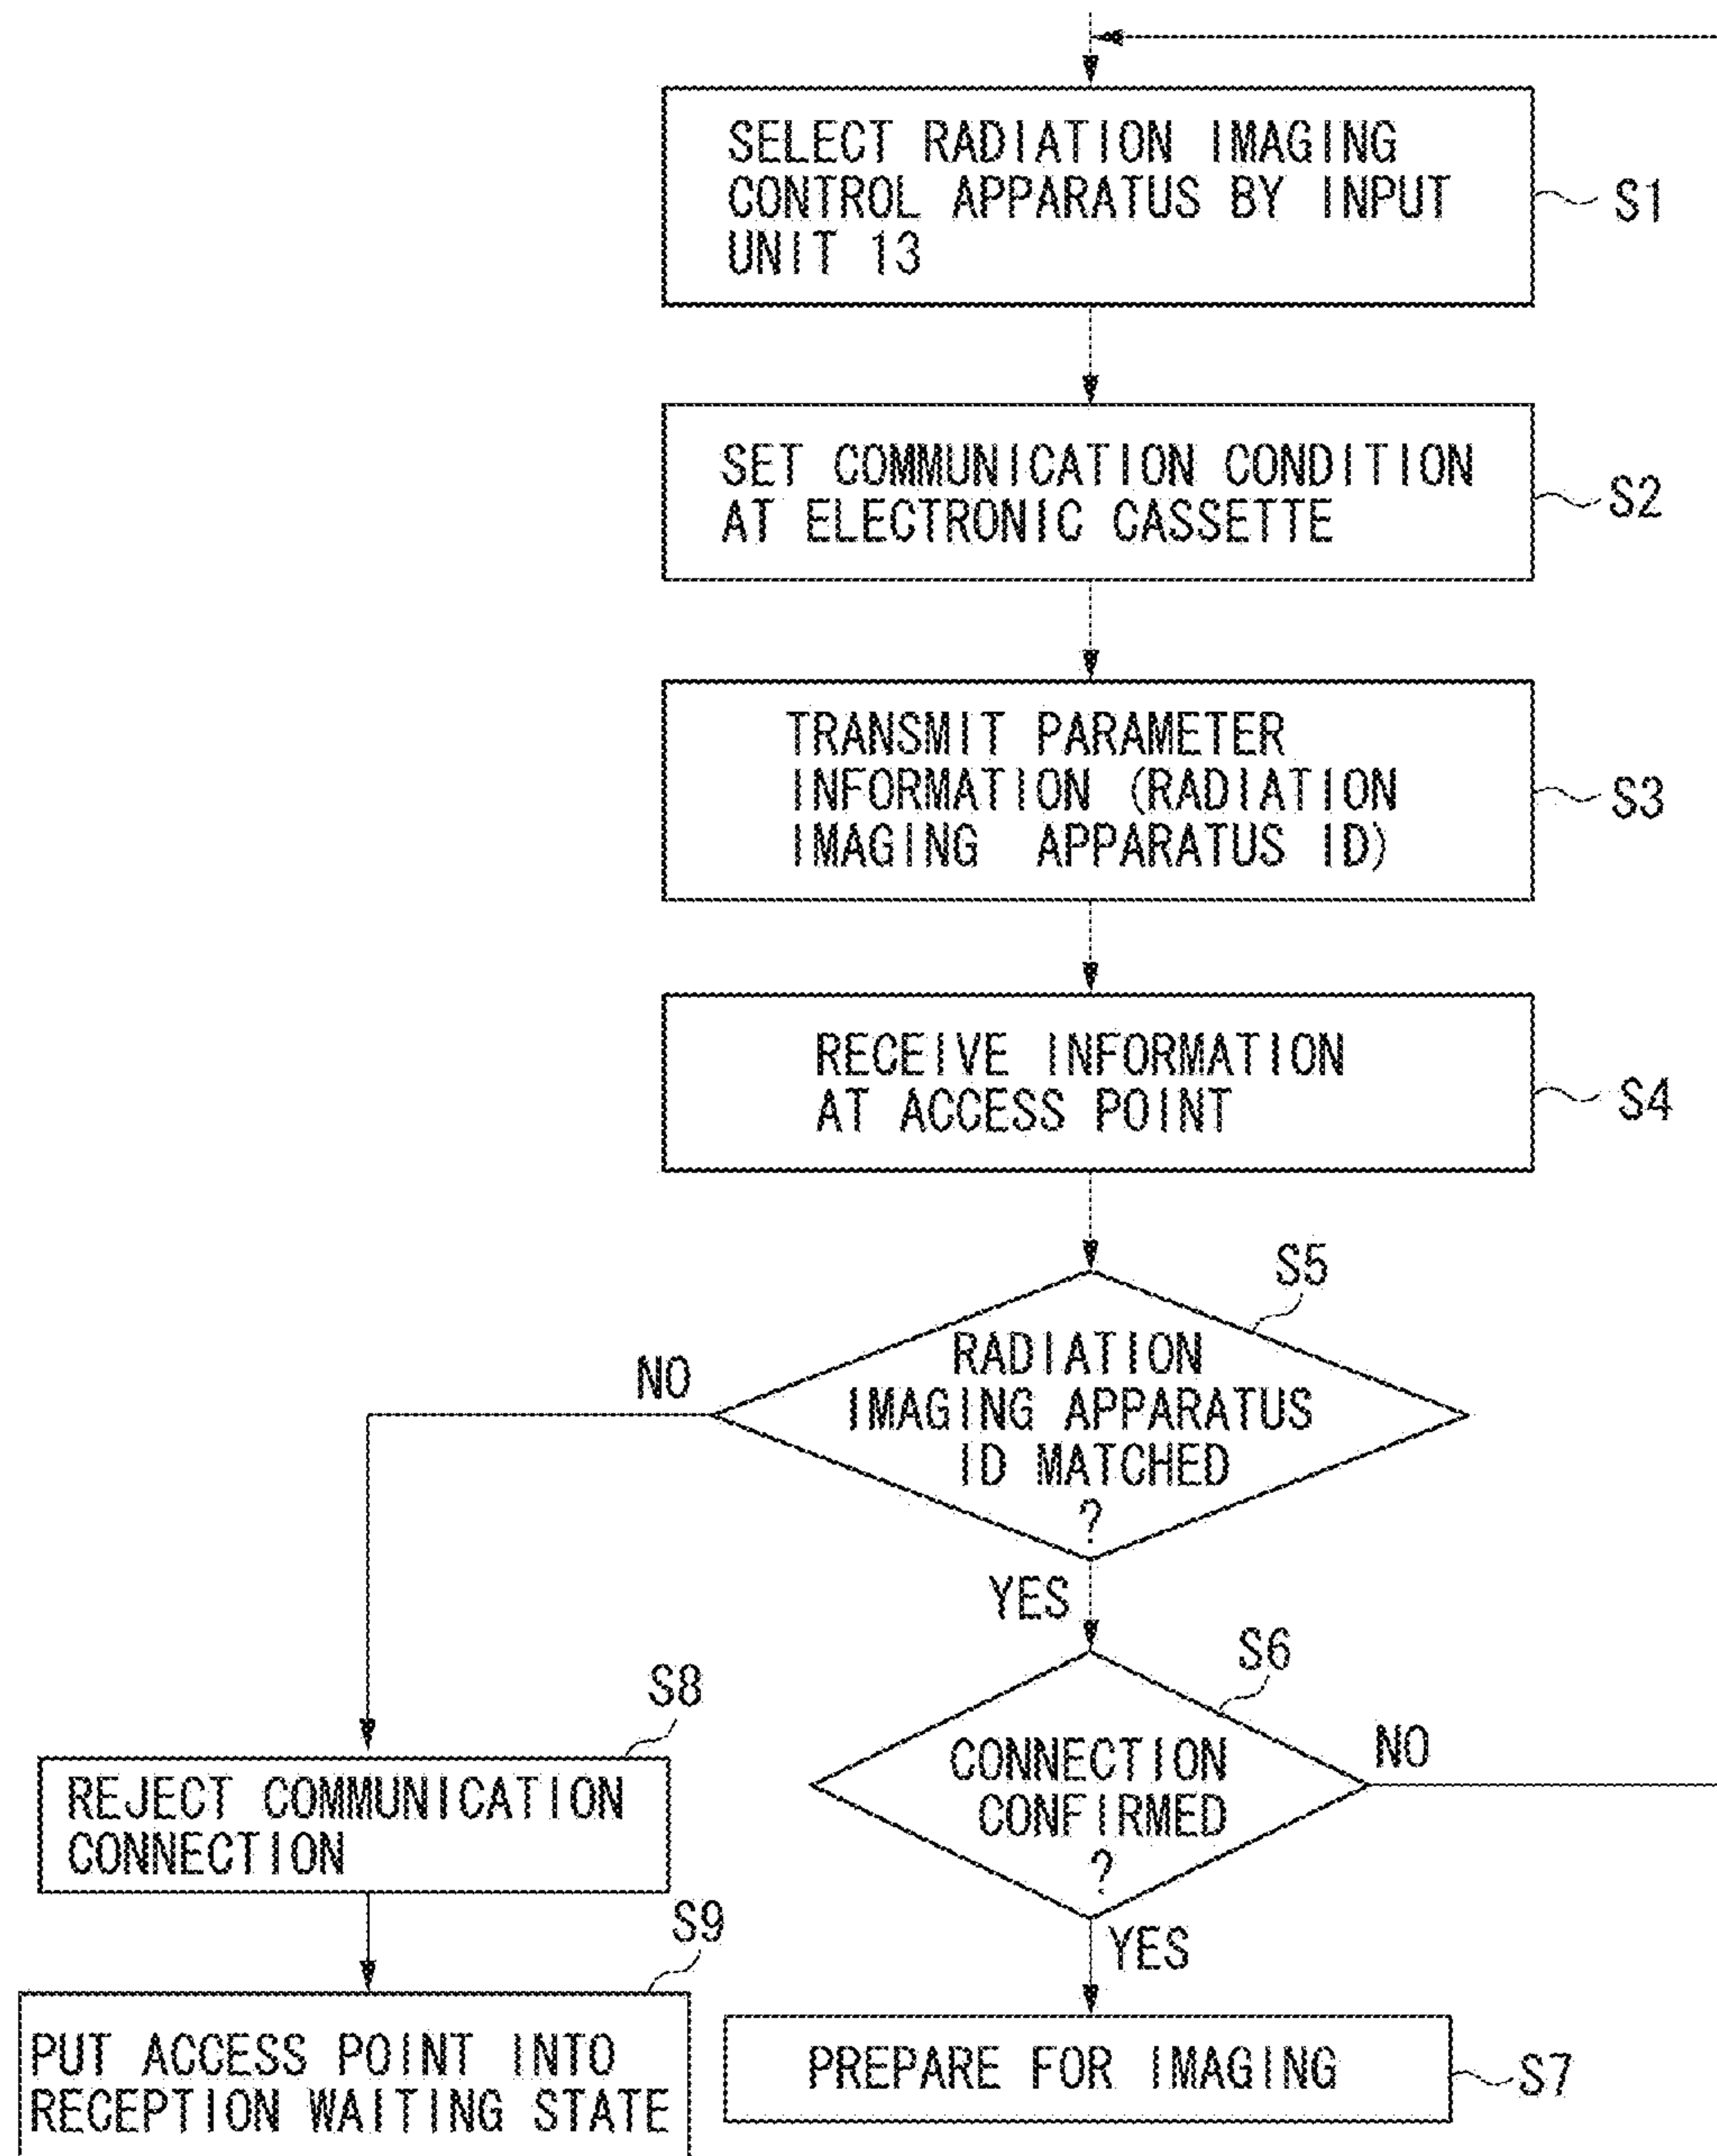 SELECT RADIATION IMAGING
CONTROL APPARATUS BY INPUT
UNIT 13
S1
SET COMMUNICATION CONDITION
AT ELECTRONIC CASSETTE
S2
TRANSMIT PARAMETER
INFORMATION (RADIATION
IMAGING APPARATUS ID)
S3
RECEIVE INFORMATION
AT ACCESS POINT
S4
S5
RADIATION
IMAGING APPARATUS
ID MATCHED
?
NO
YES
S6
CONNECTION
CONFIRMED
?
NO
YES
S8
REJECT COMMUNICATION
CONNECTION
S9
PUT ACCESS POINT INTO
RECEPTION WAITING STATE
PREPARE FOR IMAGING
S7